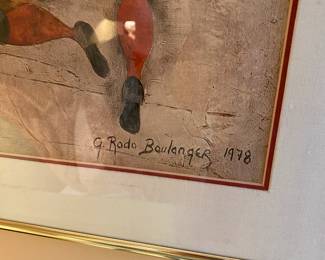 G. Rodo Boulanger 1978